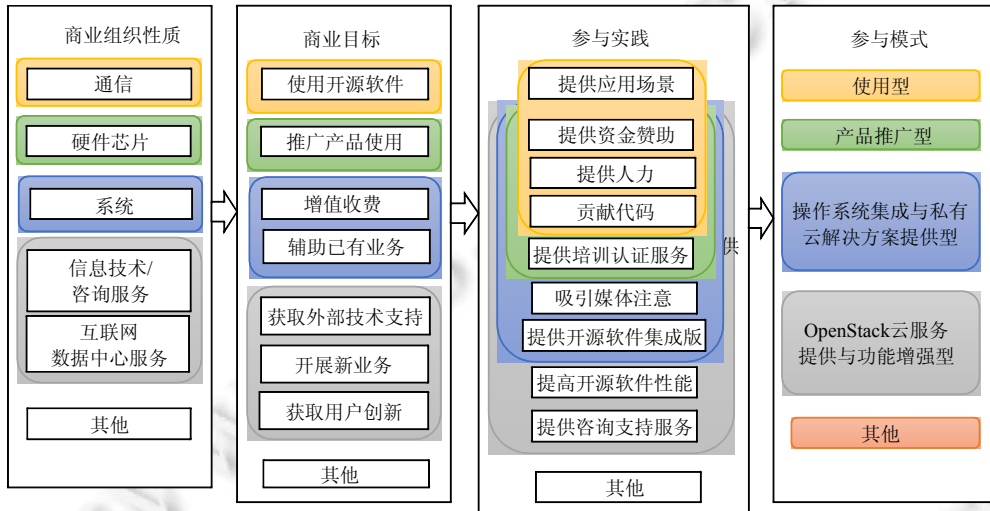 商业组织性质
通信
硬件芯片
系统
信息技术/
咨询服务
互联网
数据中心服务
其他
商业目标
使用开源软件
推广产品使用
增值收费
辅助已有业务
获取外部技术支持
开展新业务
获取用户创新
其他
参与实践
提供应用场景
提供资金赞助
提供人力
贡献代码
提供培训认证服务
供
吸引媒体注意
提供开源软件集成版
提高开源软件性能
提供咨询支持服务
其他
参与模式
使用型
产品推广型
操作系统集成与私有
云解决方案提供型
OpenStack云服务
提供与功能增强型
其他